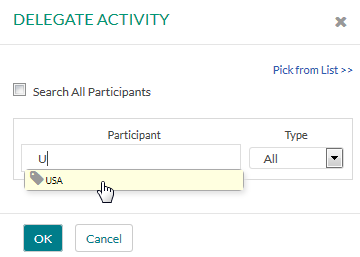 DELEGATE ACTIVITY
Pick from List >>
Search All Participants
Participant Type
U All
USA
OK Cancel